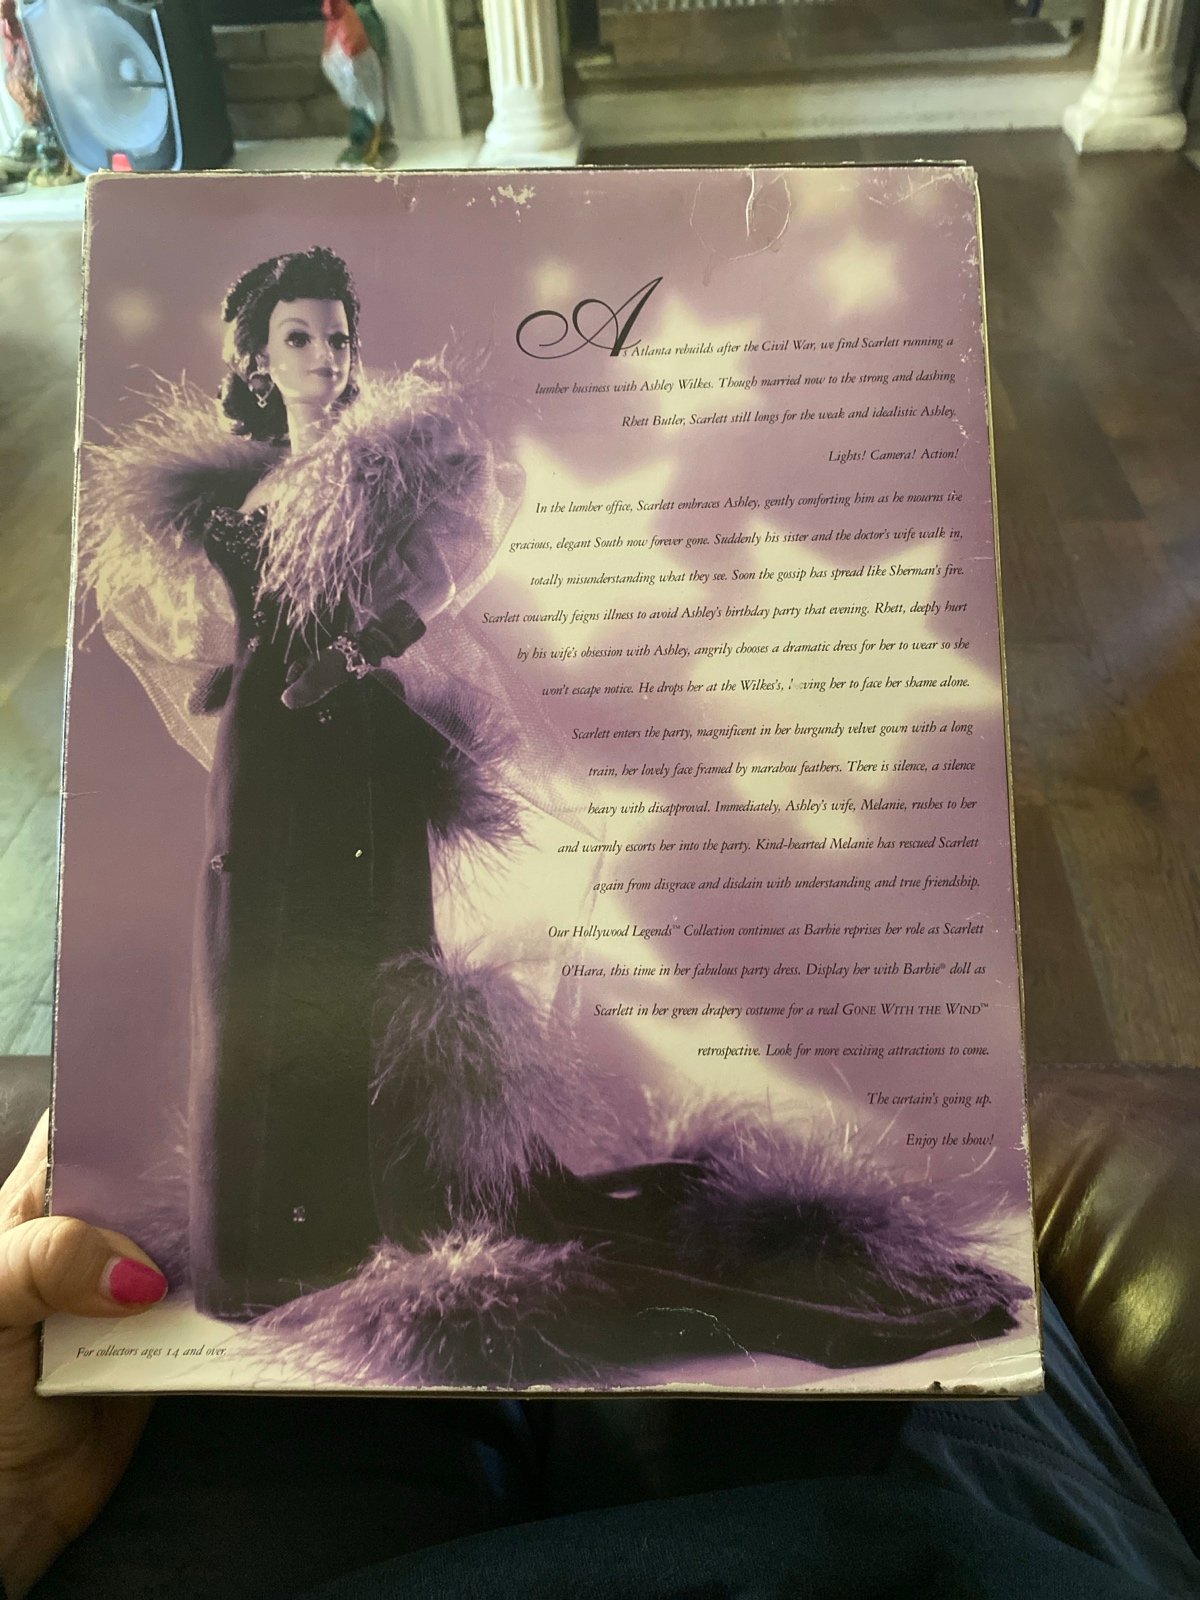 As Atlanta rebuilds after the Civil War, we find Scarlett running a
lumber business with Ashley Wilkes. Though married now to the strong and dashing
Rhett Butler, Scarlett still longs for the weak and idealistic Ashley.
Lights! Camera! Action!
In the lumber office, Scarlett embraces Ashley, gently comforting him as he mourns the
gracious, elegant South now forever gone. Suddenly his sister and the doctor's wife walk in,
totally misunderstanding what they see. Soon the gossip has spread like Sherman's fire.
Scarlett cowardly feigns illness to avoid Ashley's birthday party that evening. Rhett, deeply hurt
by his wife's obsession with Ashley, angrily chooses a dramatic dress for her to wear so she
won't escape notice. He drops her at the Wilkes's, her to face her shame alone.
Scarlett enters the party, magnificent in her burgundy velvet gown with a long
train, her lovely face framed by marabou feathers. There is silence, a silence
heavy with disapproval. Immediately, Ashley's wife, Melanie, rushes to her
and warmly escorts her into the party. Kind-hearted Melanie has rescued Scarlett
again from disgrace and disdain with understanding and true friendship.
Our Hollywood Legends™ Collection continues as Barbie reprises her role as Scarlett
O'Hara, this time in her fabulous party dress. Display her with Barbie® doll as
Scarlett in her green drapery costume for a real GONE WITH THE WIND™
retrospective. Look for more exciting attractions to come.
The curtain's going up.
Enjoy the show!
For collectors ages 14 and over.